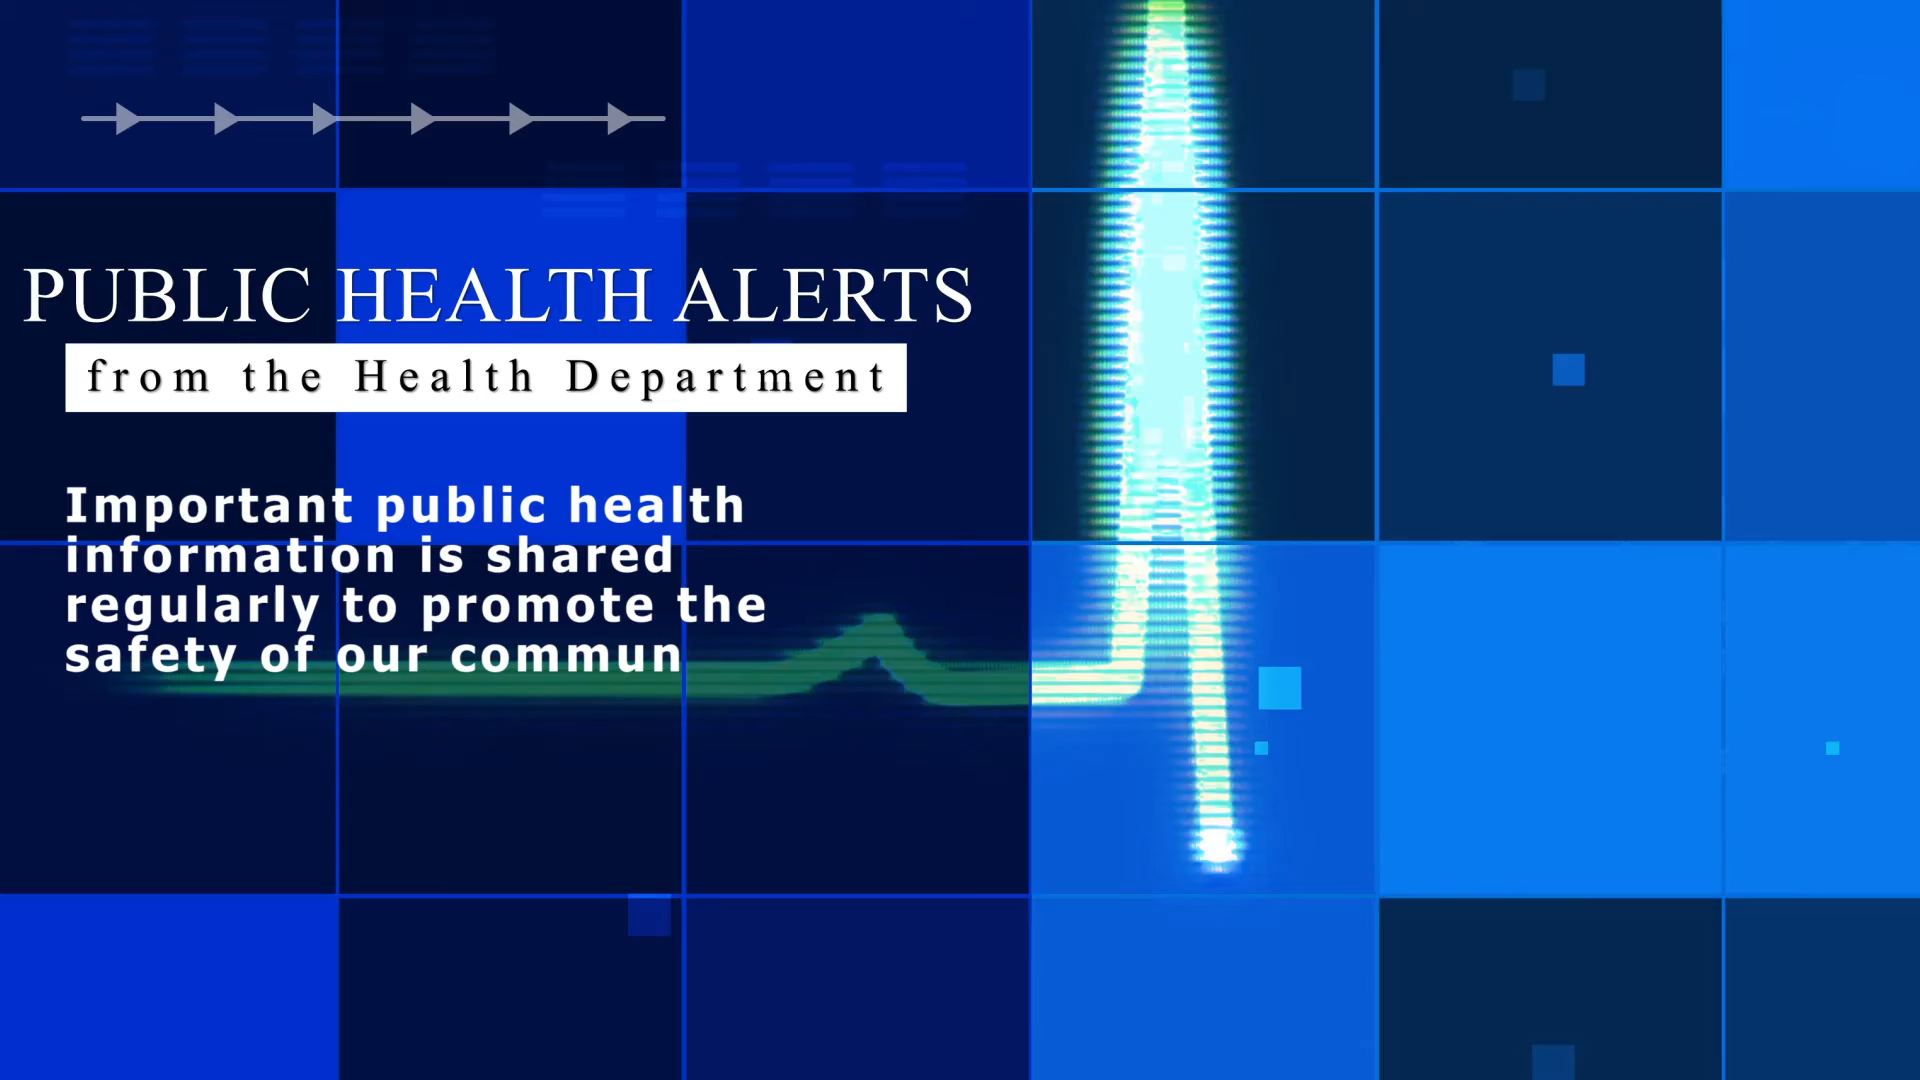 PUBLIC HEALTH ALERTS
from the Health Department
Important public health
information is shared
regularly to promote the
safety of our commun